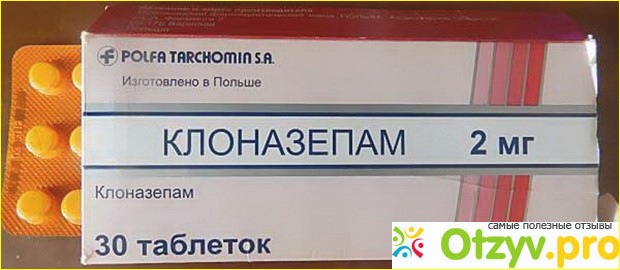 POLFA TARCHOMIN S.A.
Изготовлено в Польше
КЛОНАЗЕПАМ 2 мг
Клоназепам
30 таблеток
самые полезные отзывы
Otzyv.pro